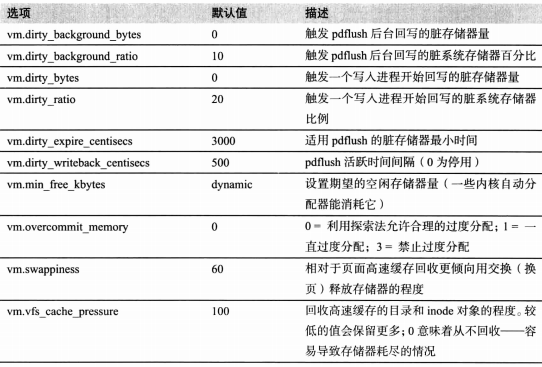 选项 默认值 描述
vm.dirty_background_bytes 0 触发 pdflush 后台回写的脏存储器量
vm.dirty_background_ratio 10 触发 pdflush 后台回写的脏系统存储器百分比
vm.dirty_bytes 0 触发一个写入进程开始回写的脏存储器量
vm.dirty_ratio 20 触发一个写入进程开始回写的脏系统存储器
比例
vm.dirty_expire_centisecs 3000 适用 pdflush 的脏存储器最小时间
vm.dirty_writeback_centisecs 500 pdflush 活跃时间间隔（0 为停用）
vm.min_free_kbytes dynamic 设置期望的空闲存储器量（一些内核自动分
配器能消耗它）
vm.overcommit_memory 0 0 = 利用探索法允许合理的过度分配；1 = 一
直过度分配；3 = 禁止过度分配
vm.swappiness 60 相对于页面高速缓存回收更倾向用交换（换
页）释放存储器的程度
vm.vfs_cache_pressure 100 回收高速缓存的目录和 inode 对象的程度。较
低的值会保留更多；0 意味着从不回收——容
易导致存储器耗尽的情况